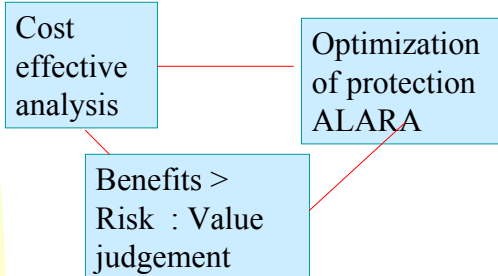 Cost
effective
analysis
Optimization
of protection
ALARA
Benefits >
Risk : Value
judgement